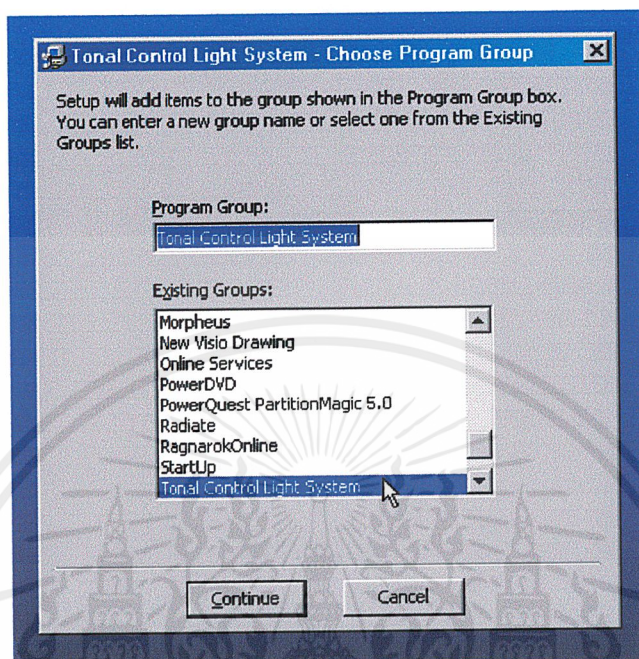 Tonal Control Light System - Choose Program Group
Setup will add items to the group shown in the Program Group box.
You can enter a new group name or select one from the Existing
Groups list.
Program Group:
Tonal Control Light System
Existing Groups:
Morpheus
New Visio Drawing
Online Services
PowerDVD
PowerQuest PartitionMagic 5.0
Radiate
RagnarokOnline
StartUp
Tonal Control Light System
Continue
Cancel